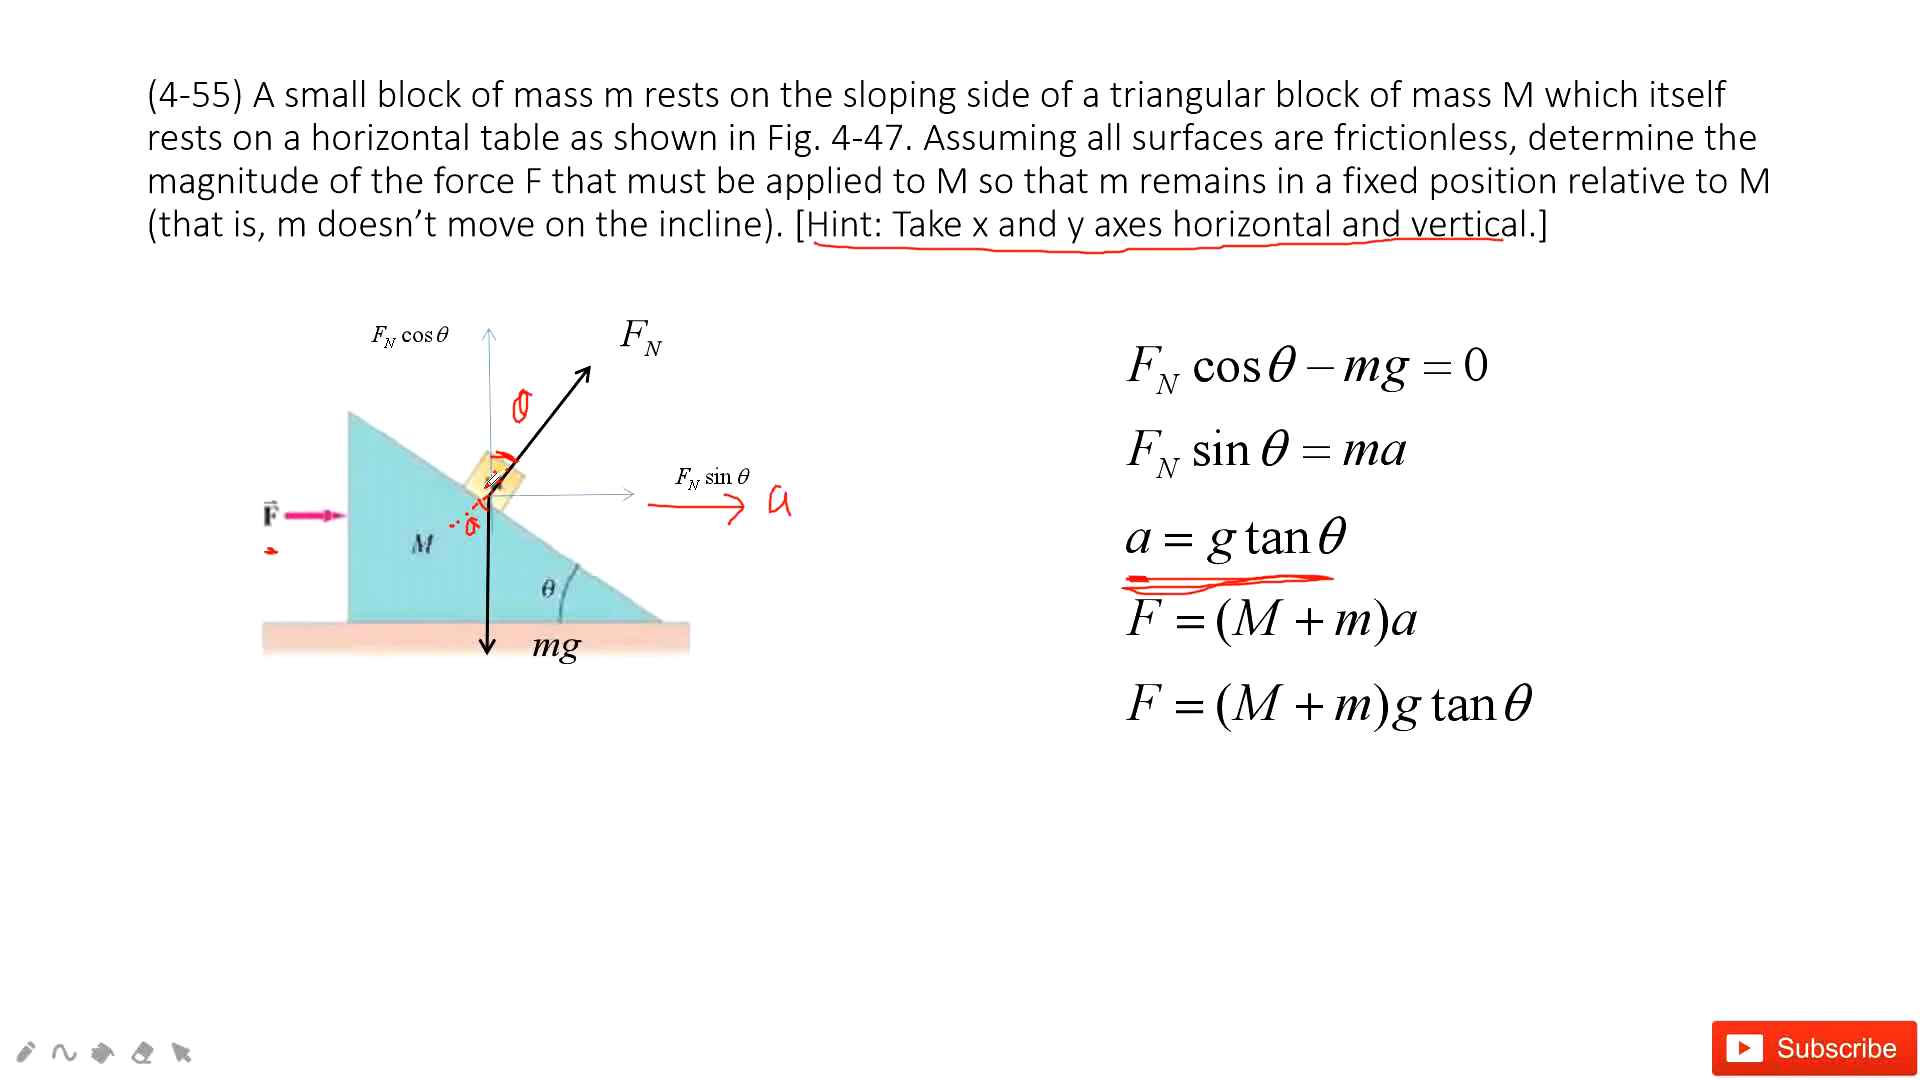 (4-55) A small block of mass m rests on the sloping side of a triangular block of mass M which itself
rests on a horizontal table as shown in Fig. 4-47. Assuming all surfaces are frictionless, determine the
magnitude of the force F that must be applied to M so that m remains in a fixed position relative to M
(that is, m doesn’t move on the incline). [Hint: Take x and y axes horizontal and vertical.]
F_N cosθ
F_N
θ
F_N sin θ
a
F⃗
M
θ
θ
mg
F_N cosθ − mg = 0
F_N sin θ = ma
a = g tan θ
F = (M + m)a
F = (M + m)g tan θ
Subscribe